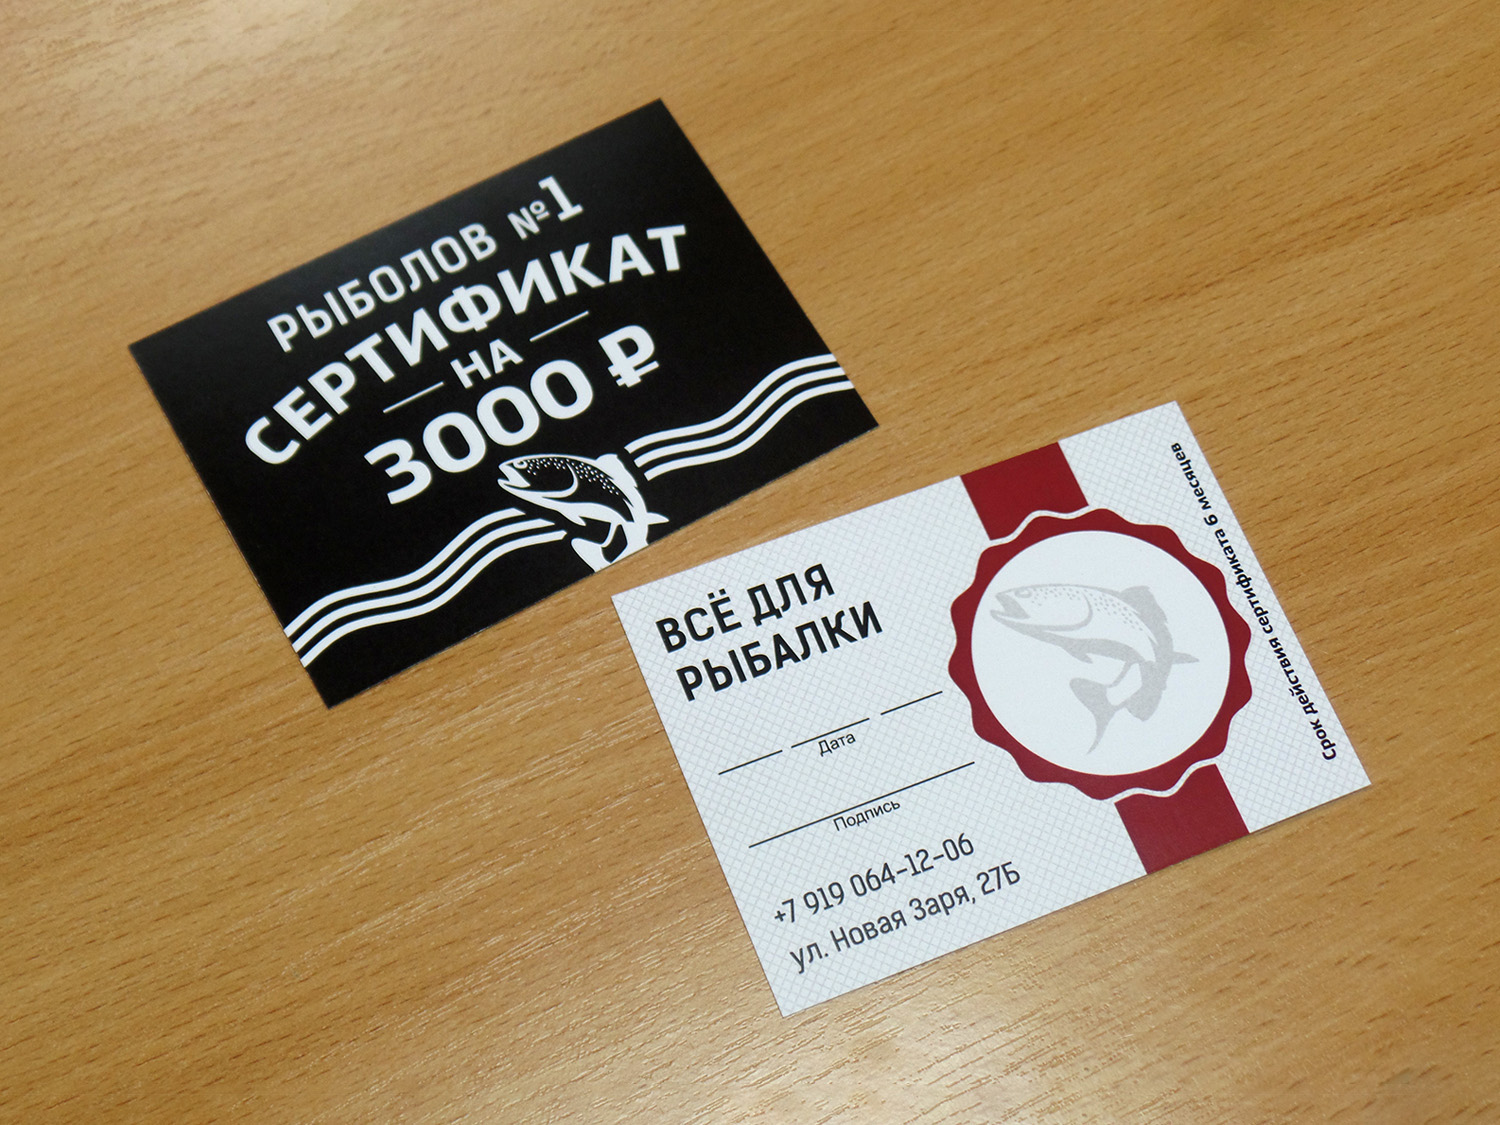 РЫБОЛОВ №1
СЕРТИФИКАТ
НА
3000 ₽
ВСЁ ДЛЯ
РЫБАЛКИ
Дата
Подпись
+7 919 064-12-06
ул. Новая Заря, 27Б
Срок действия сертификата 6 месяцев